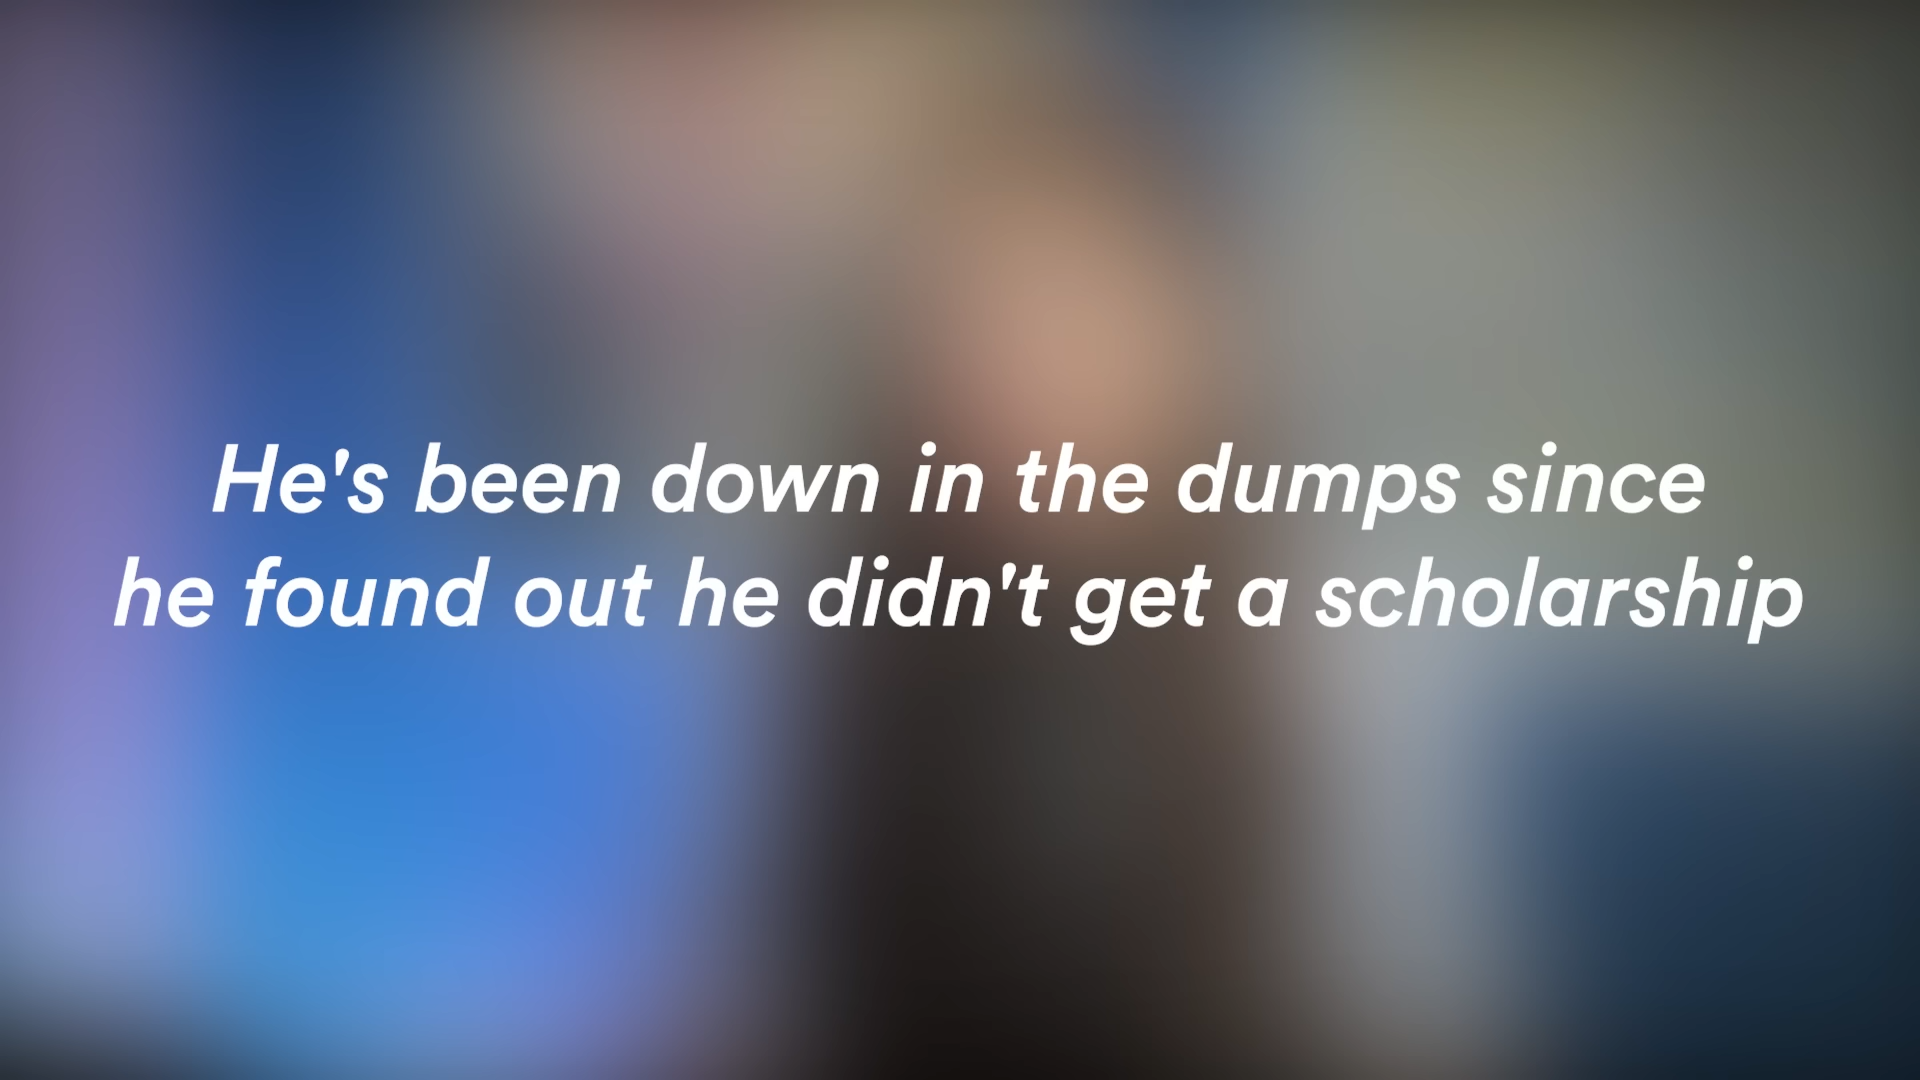 He's been down in the dumps since
he found out he didn't get a scholarship